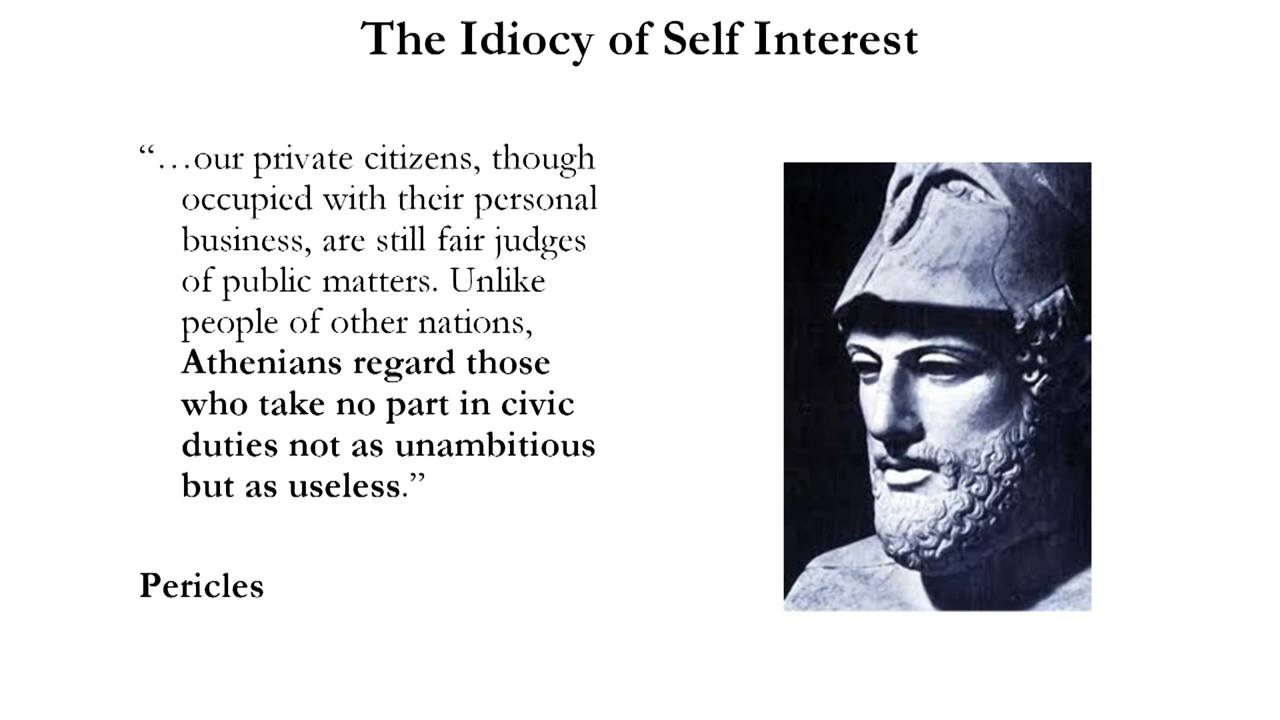 The Idiocy of Self Interest
“…our private citizens, though
occupied with their personal
business, are still fair judges
of public matters. Unlike
people of other nations,
Athenians regard those
who take no part in civic
duties not as unambitious
but as useless.”
Pericles